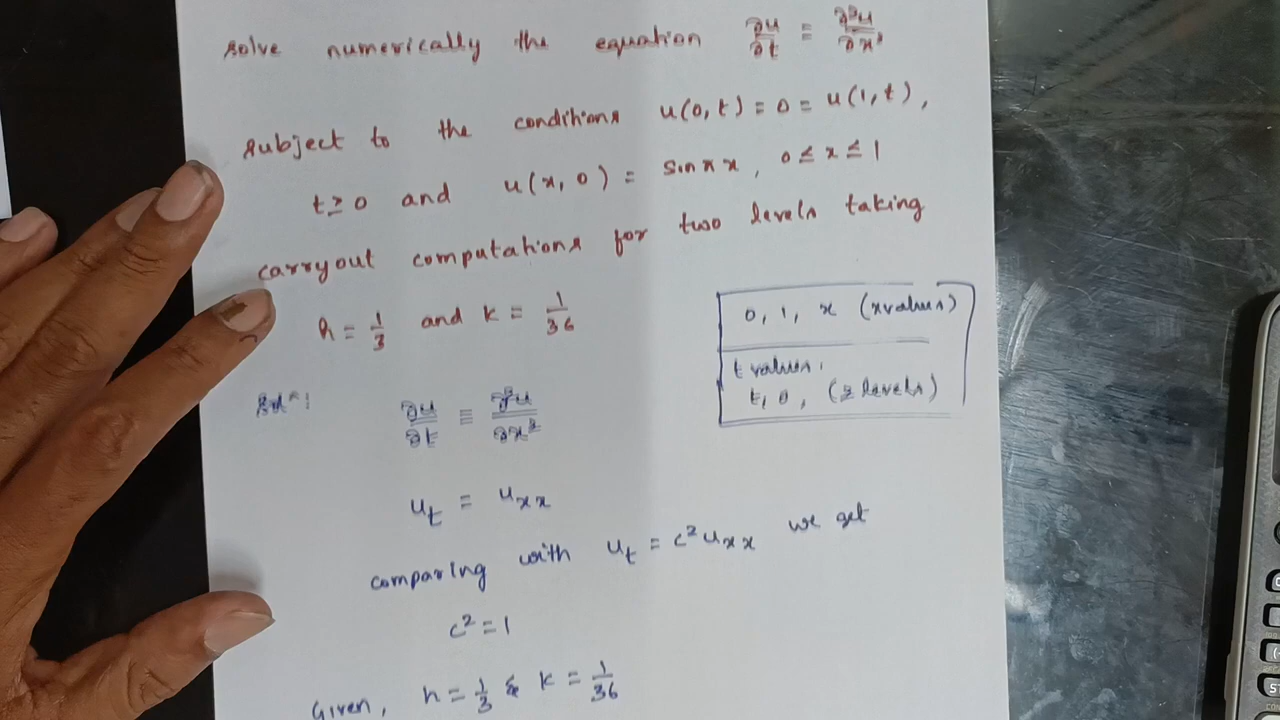 solve numerically the equation ∂u/∂t = ∂²u/∂x²,
subject to the conditions u(0,t) = 0 = u(1,t),
t ≥ 0 and u(x,0) = sin πx, 0 ≤ x ≤ 1
carryout computations for two levels taking
h = 1/3 and k = 1/36
0, 1, x (xvalues)
t values.
t, 0, (2 levels)
Solⁿ:
∂u/∂t = ∂²u/∂x²
u_t = u_xx
comparing with u_t = c² u_xx we get
c² = 1
Given, h = 1/3 & k = 1/36